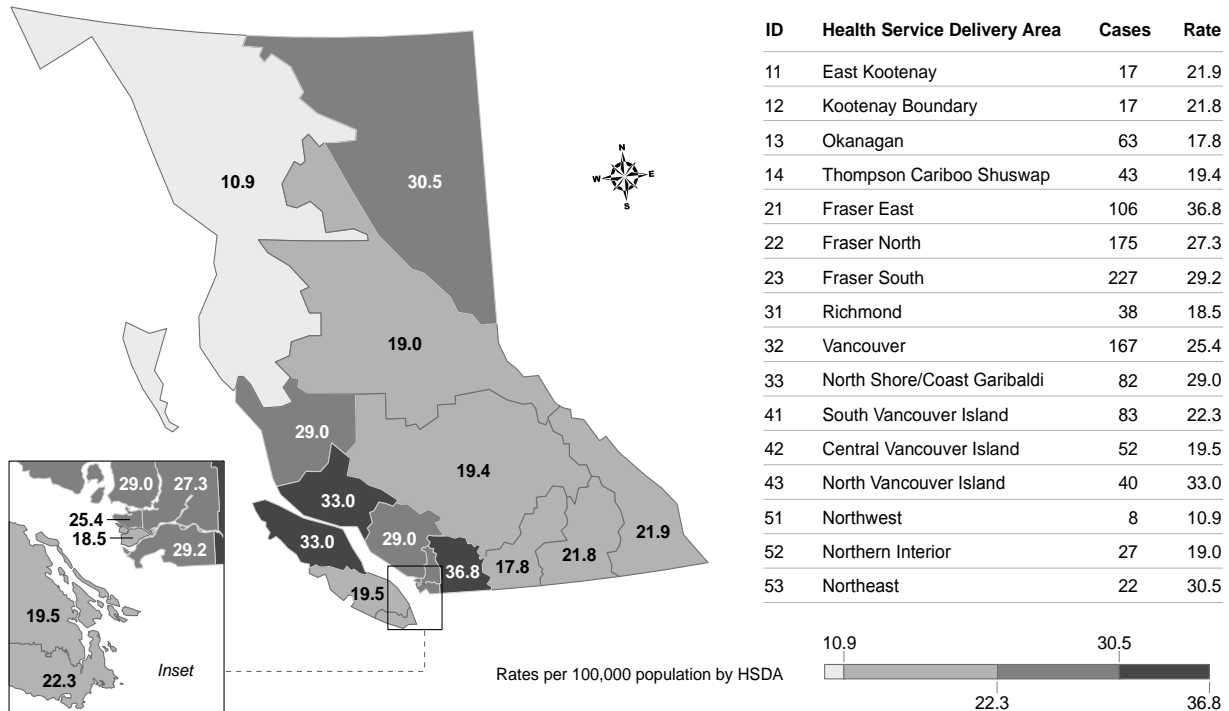 ID Health Service Delivery Area Cases Rate
11 East Kootenay 17 21.9
12 Kootenay Boundary 17 21.8
13 Okanagan 63 17.8
14 Thompson Cariboo Shuswap 43 19.4
21 Fraser East 106 36.8
22 Fraser North 175 27.3
23 Fraser South 227 29.2
31 Richmond 38 18.5
32 Vancouver 167 25.4
33 North Shore/Coast Garibaldi 82 29.0
41 South Vancouver Island 83 22.3
42 Central Vancouver Island 52 19.5
43 North Vancouver Island 40 33.0
51 Northwest 8 10.9
52 Northern Interior 27 19.0
53 Northeast 22 30.5
N
W E
S
10.9
30.5
19.0
29.0
19.4
33.0
33.0
29.0
36.8
17.8
21.8
21.9
19.5
29.0 27.3
25.4
18.5
29.2
19.5
22.3
Inset
Rates per 100,000 population by HSDA
10.9 30.5
22.3 36.8